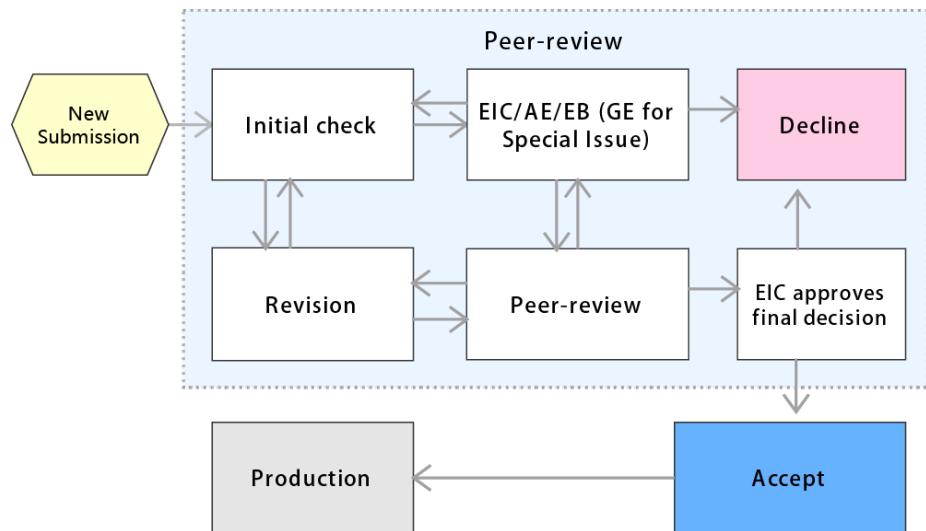 Peer-review
New
Submission
Initial check
EIC/AE/EB (GE for
Special Issue)
Decline
Revision
Peer-review
EIC approves
final decision
Production
Accept